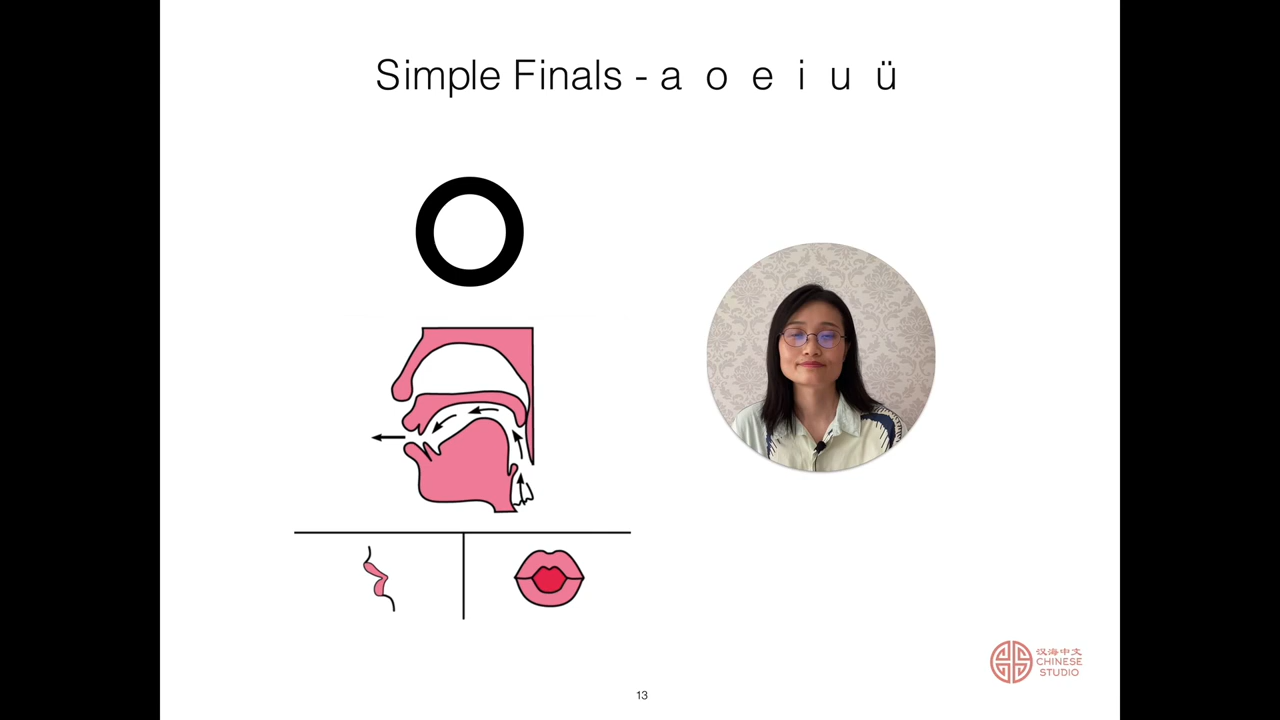 Simple Finals - a o e i u ü
o
汉海中文
CHINESE
STUDIO
13